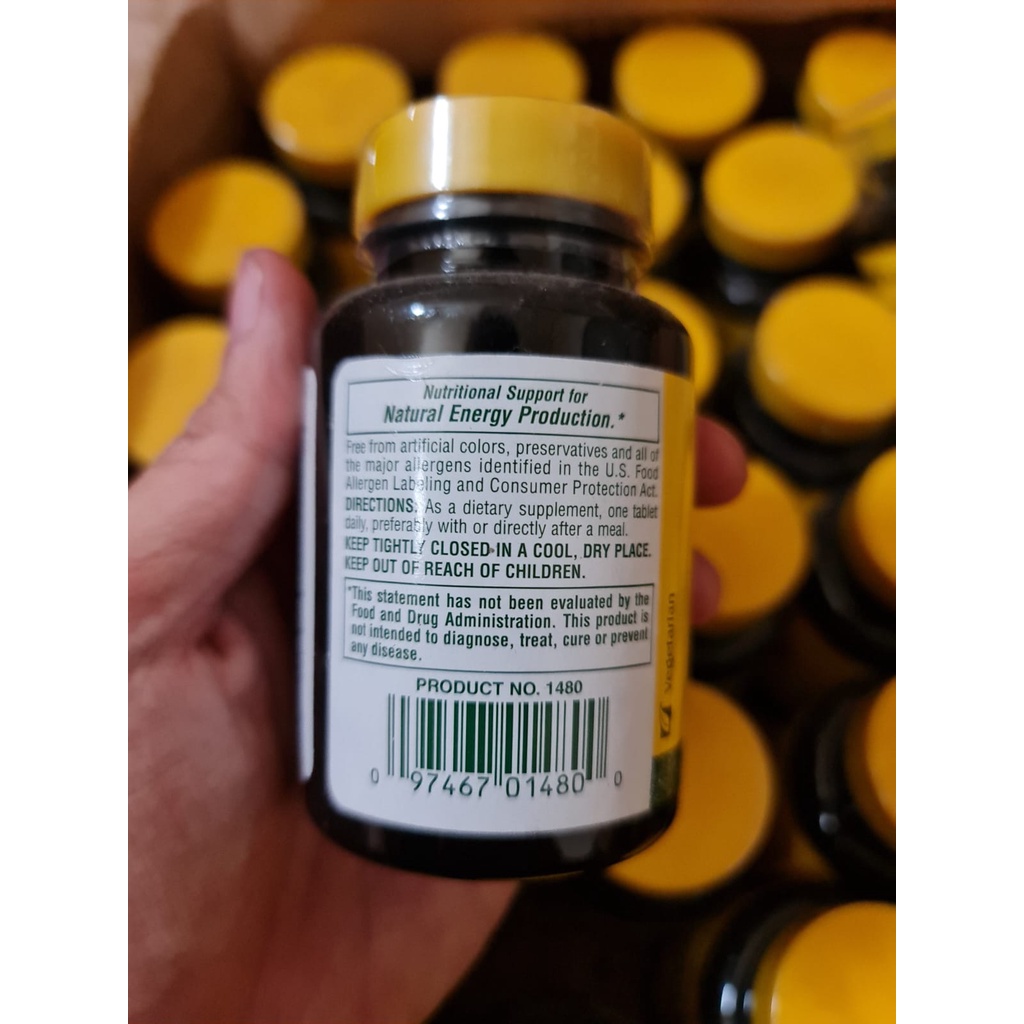 Nutritional Support for
Natural Energy Production.*
Free from artificial colors, preservatives and all of
the major allergens identified in the U.S. Food
Allergen Labeling and Consumer Protection Act.
DIRECTIONS: As a dietary supplement, one tablet
daily, preferably with or directly after a meal.
KEEP TIGHTLY CLOSED IN A COOL, DRY PLACE.
KEEP OUT OF REACH OF CHILDREN.
*This statement has not been evaluated by the
Food and Drug Administration. This product is
not intended to diagnose, treat, cure or prevent
any disease.
PRODUCT NO. 1480
0 97467 01480 0
vegetarian